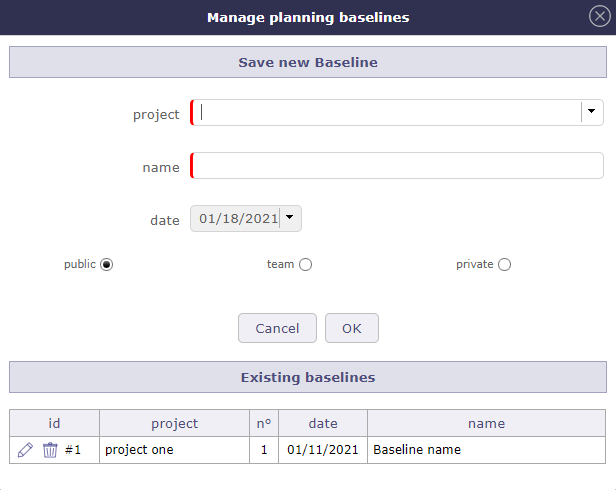 Manage planning baselines
Save new Baseline
project
name
date 01/18/2021
public team private
Cancel OK
Existing baselines
id project nº date name
#1 project one 1 01/11/2021 Baseline name